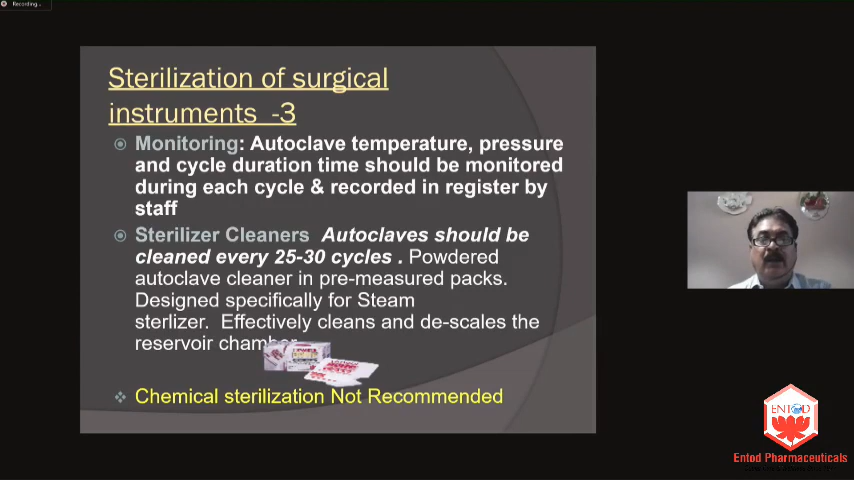 Recording...
Sterilization of surgical
instruments -3
Monitoring: Autoclave temperature, pressure
and cycle duration time should be monitored
during each cycle & recorded in register by
staff
Sterilizer Cleaners Autoclaves should be
cleaned every 25-30 cycles .  Powdered
autoclave cleaner in pre-measured packs.
Designed specifically for Steam
sterlizer. Effectively cleans and de-scales the
reservoir chamber
Chemical sterilization Not Recommended
ENTOD
Entod Pharmaceuticals